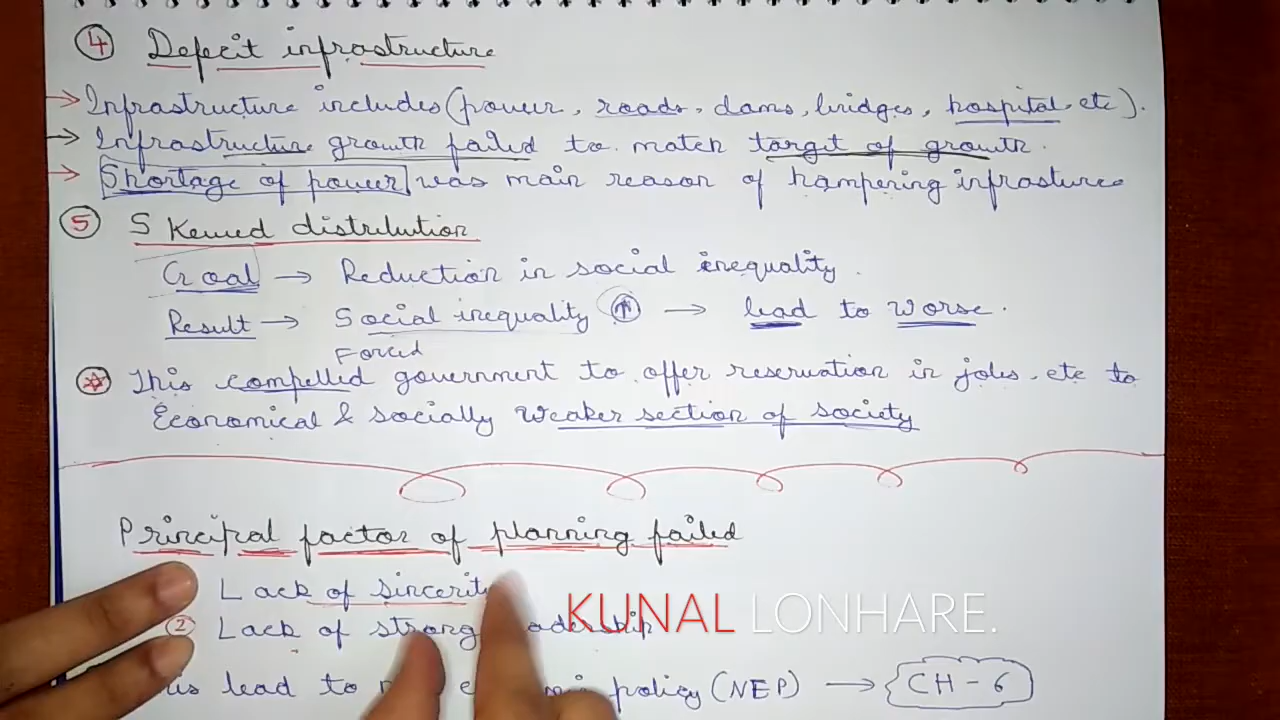 4 Deficit infrastructure
→ Infrastructure includes (power, roads, dams, bridges, hospital, etc).
→ Infrastructure growth failed to match target of growth.
→ Shortage of power was main reason of hampering infrasture
5 Skewed distribution
Goal → Reduction in social inequality.
Result → Social inequality ↑ → lead to worse.
Forced
☆ This compelled government to offer reservation in jobs, etc to
Economical & socially weaker section of society
Principal factor of planning failed
Lack of sincerity
2 Lack of strong
lead to policy (NEP) → CH-6
KUNAL LONHARE.